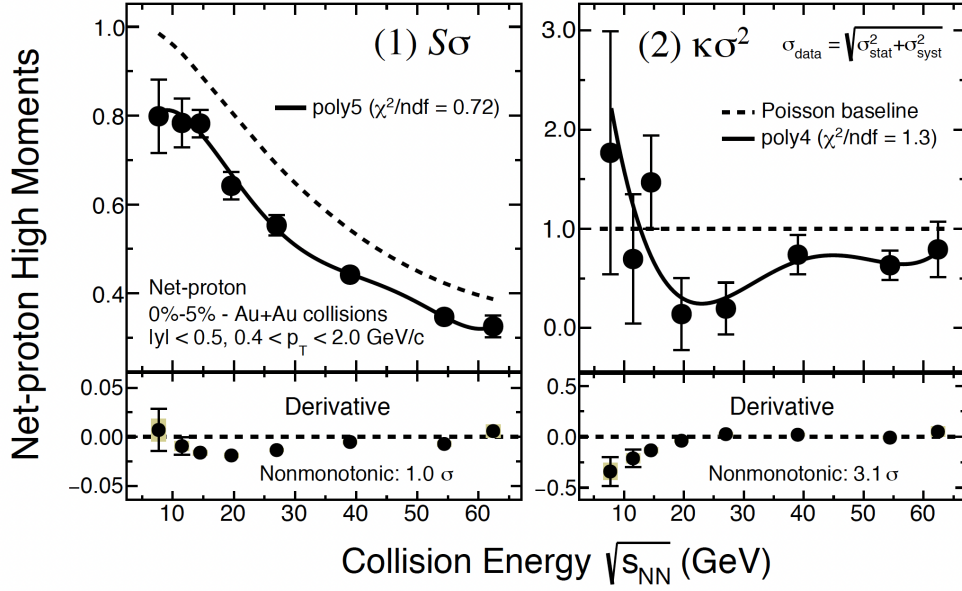 Net-proton High Moments
(1) Sσ
poly5 (χ²/ndf = 0.72)
Net-proton
0%-5% - Au+Au collisions
|y| < 0.5, 0.4 < p_T < 2.0 GeV/c
1.0
0.8
0.6
0.4
(2) κσ²
σ_data = √σ²_stat+σ²_syst
Poisson baseline
poly4 (χ²/ndf = 1.3)
3.0
2.0
1.0
0.0
Derivative
Nonmonotonic: 1.0 σ
0.05
0.00
−0.05
10 20 30 40 50 60
Derivative
Nonmonotonic: 3.1 σ
0.5
0.0
−0.5
10 20 30 40 50 60
Collision Energy √s_NN (GeV)